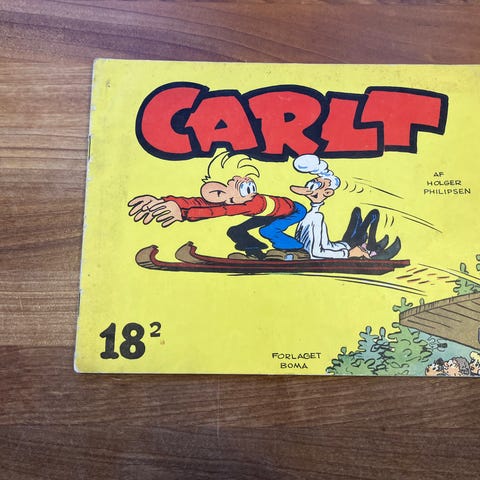 CARLT
AF
HOLGER
PHILIPSEN
18²
FORLAGET
BOMA